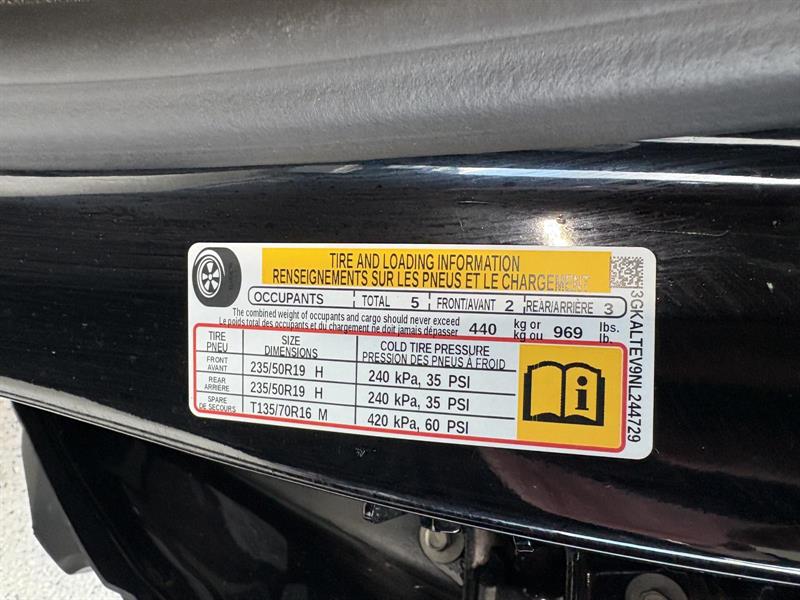 TIRE AND LOADING INFORMATION
RENSEIGNEMENTS SUR LES PNEUS ET LE CHARGEMENT
OCCUPANTS TOTAL 5 FRONT/AVANT 2 REAR/ARRIÈRE 3
The combined weight of occupants and cargo should never exceed
Le poids total des occupants et du chargement ne doit jamais dépasser
440 kg or 969 lbs.
kg ou lb.
TIRE SIZE COLD TIRE PRESSURE
PNEU DIMENSIONS PRESSION DES PNEUS À FROID
FRONT
AVANT 235/50R19 H 240 kPa, 35 PSI
REAR
ARRIÈRE 235/50R19 H 240 kPa, 35 PSI
SPARE
DE SECOURS T135/70R16 M 420 kPa, 60 PSI
i
3GKALTEV9NL244729